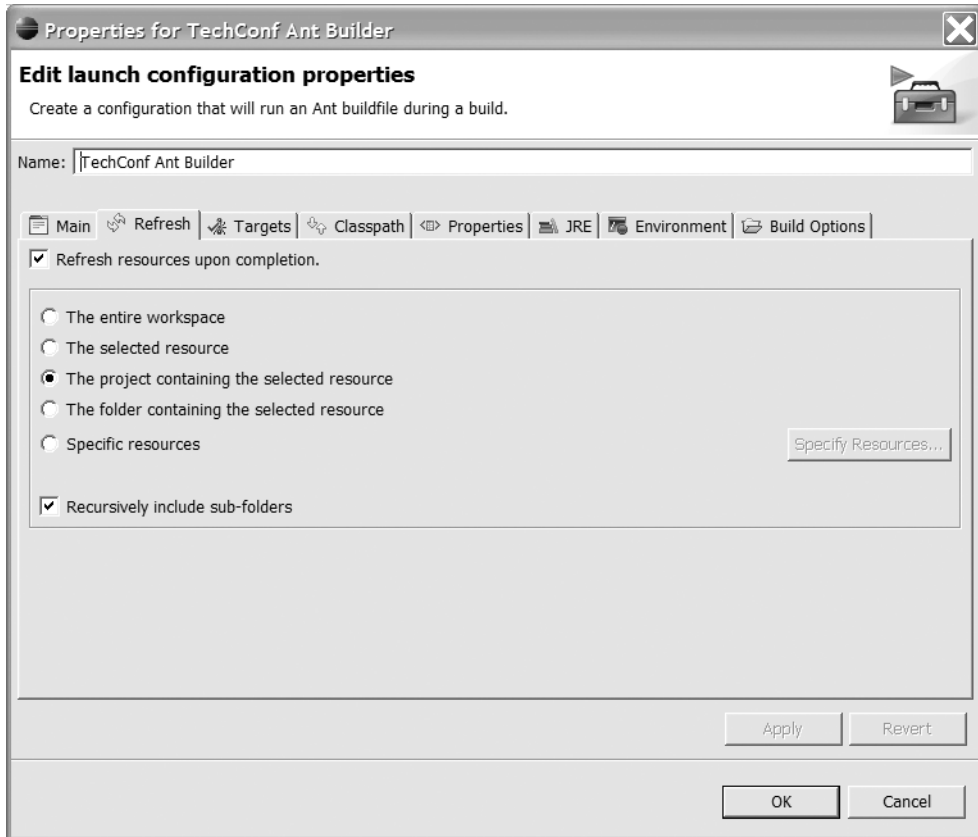 Properties for TechConf Ant Builder
Edit launch configuration properties
Create a configuration that will run an Ant buildfile during a build.
Name: TechConf Ant Builder
Main Refresh Targets Classpath Properties JRE Environment Build Options
Refresh resources upon completion.
The entire workspace
The selected resource
The project containing the selected resource
The folder containing the selected resource
Specific resources Specify Resources...
Recursively include sub-folders
Apply Revert
OK Cancel